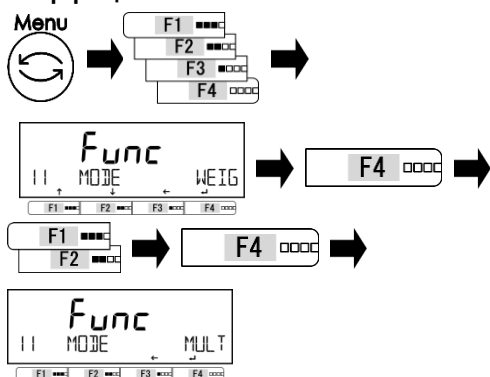 Menu
F1
F2
F3
F4
Func
11 MODE WEIG
F1 F2 F3 F4
F4
F1
F2
F4
Func
11 MODE MULT
F1 F2 F3 F4